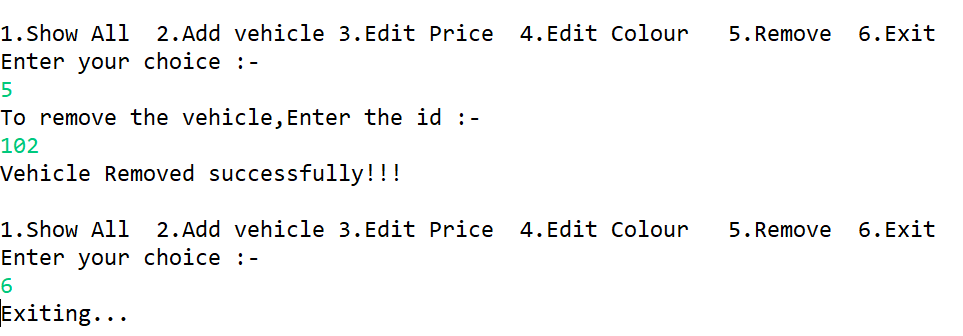 1.Show All  2.Add vehicle 3.Edit Price  4.Edit Colour   5.Remove  6.Exit
Enter your choice :-
5
To remove the vehicle,Enter the id :-
102
Vehicle Removed successfully!!!
1.Show All  2.Add vehicle 3.Edit Price  4.Edit Colour   5.Remove  6.Exit
Enter your choice :-
6
Exiting...